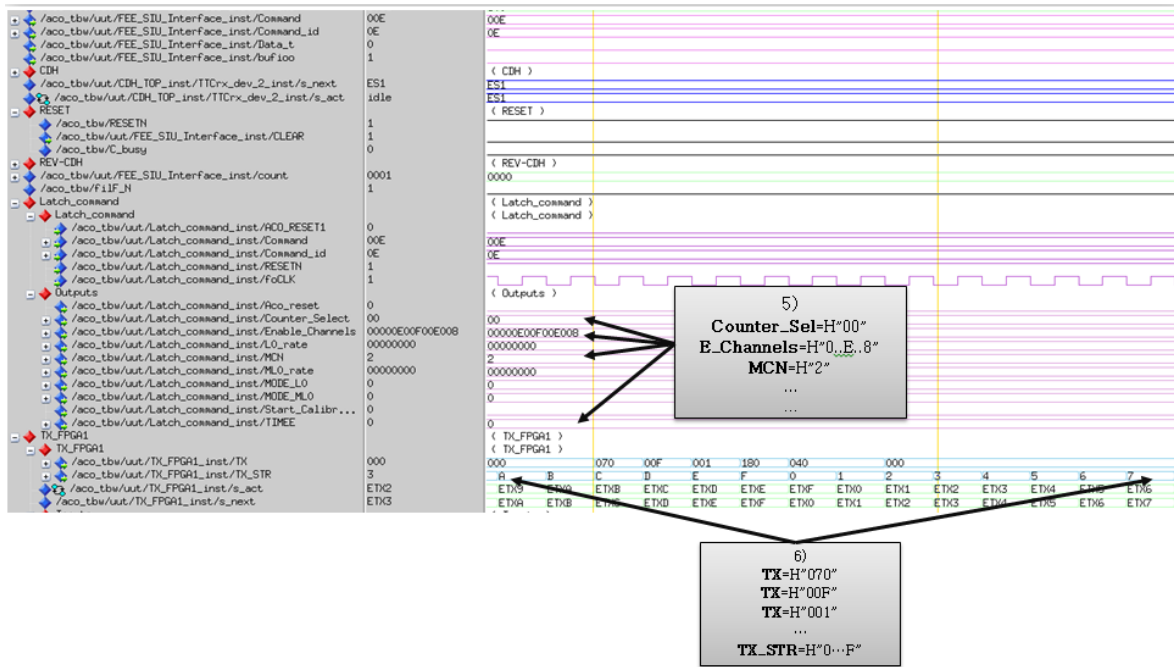 /aco_tbw/uut/FEE_SIU_Interface_inst/Command 00E 00E
/aco_tbw/uut/FEE_SIU_Interface_inst/Command_id 0E 0E
/aco_tbw/uut/FEE_SIU_Interface_inst/Data_t 0
/aco_tbw/uut/FEE_SIU_Interface_inst/bufioo 1
CDH ( CDH )
/aco_tbw/uut/CDH_TOP_inst/TTCrx_dev_2_inst/s_next ES1 ES1
/aco_tbw/uut/CDH_TOP_inst/TTCrx_dev_2_inst/s_act idle ES1
RESET ( RESET )
/aco_tbw/RESETN 1
/aco_tbw/uut/FEE_SIU_Interface_inst/CLEAR 1
/aco_tbw/C_busy 0
REV-CDH ( REV-CDH )
/aco_tbw/uut/FEE_SIU_Interface_inst/count 0001 0000
/aco_tbw/filF_N 1
Latch_command ( Latch_command )
Latch_command ( Latch_command )
/aco_tbw/uut/Latch_command_inst/ACO_RESET1 0
/aco_tbw/uut/Latch_command_inst/Command 00E 00E
/aco_tbw/uut/Latch_command_inst/Command_id 0E 0E
/aco_tbw/uut/Latch_command_inst/RESETN 1
/aco_tbw/uut/Latch_command_inst/foCLK 1
Outputs ( Outputs )
/aco_tbw/uut/Latch_command_inst/Aco_reset 0
/aco_tbw/uut/Latch_command_inst/Counter_Select 00 00
/aco_tbw/uut/Latch_command_inst/Enable_Channels 00000E00F00E008 00000E00F00E008
/aco_tbw/uut/Latch_command_inst/L0_rate 00000000 00000000
/aco_tbw/uut/Latch_command_inst/MCN 2 2
/aco_tbw/uut/Latch_command_inst/ML0_rate 00000000 00000000
/aco_tbw/uut/Latch_command_inst/MODE_L0 0 0
/aco_tbw/uut/Latch_command_inst/MODE_ML0 0 0
/aco_tbw/uut/Latch_command_inst/Start_Calibr... 0
/aco_tbw/uut/Latch_command_inst/TIMEE 0 0
5)
Counter_Sel=H"00"
E_Channels=H"0..E..8"
MCN=H"2"
...
...
TX_FPGA1 ( TX_FPGA1 )
TX_FPGA1 ( TX_FPGA1 )
/aco_tbw/uut/TX_FPGA1_inst/TX 000 000 070 00F 001 180 040 000
/aco_tbw/uut/TX_FPGA1_inst/TX_STR 3 A B C D E F 0 1 2 3 4 5 6 7
/aco_tbw/uut/TX_FPGA1_inst/s_act ETX2 ETX9 ETXA ETXB ETXC ETXD ETXE ETXF ETX0 ETX1 ETX2 ETX3 ETX4 ETX5 ETX6
/aco_tbw/uut/TX_FPGA1_inst/s_next ETX3 ETXA ETXB ETXC ETXD ETXE ETXF ETX0 ETX1 ETX2 ETX3 ETX4 ETX5 ETX6 ETX7
6)
TX=H"070"
TX=H"00F"
TX=H"001"
...
TX_STR=H"0···F"